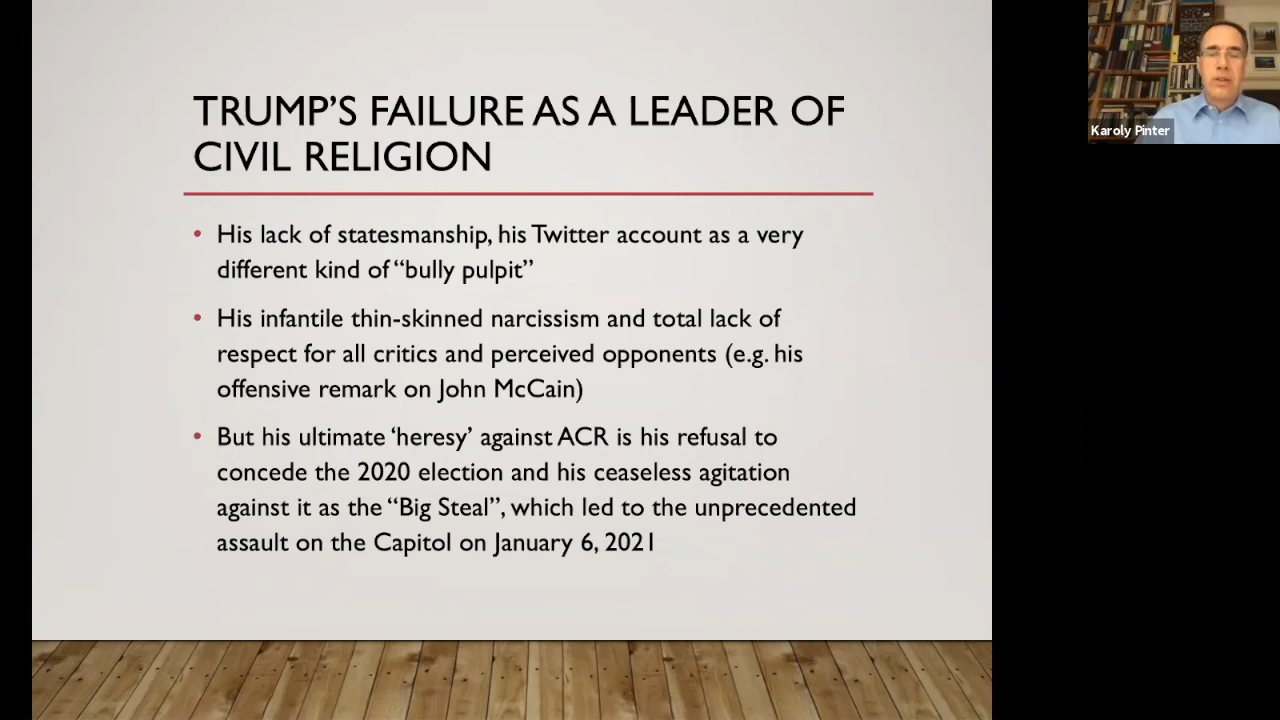 TRUMP'S FAILURE AS A LEADER OF
CIVIL RELIGION
• His lack of statesmanship, his Twitter account as a very
different kind of “bully pulpit”
• His infantile thin-skinned narcissism and total lack of
respect for all critics and perceived opponents (e.g. his
offensive remark on John McCain)
• But his ultimate ‘heresy’ against ACR is his refusal to
concede the 2020 election and his ceaseless agitation
against it as the “Big Steal”, which led to the unprecedented
assault on the Capitol on January 6, 2021
Karoly Pinter